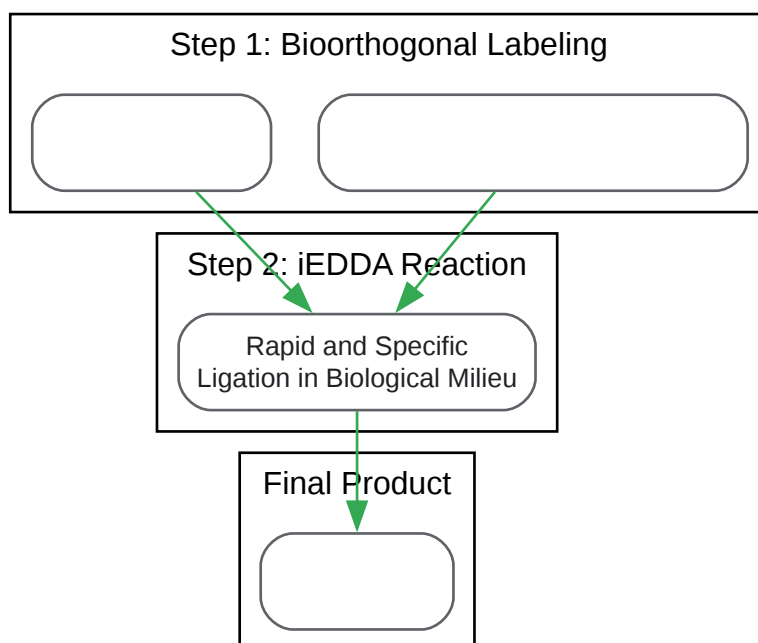 Step 1: Bioorthogonal Labeling
Step 2: iEDDA Reaction
Rapid and Specific
Ligation in Biological Milieu
Final Product